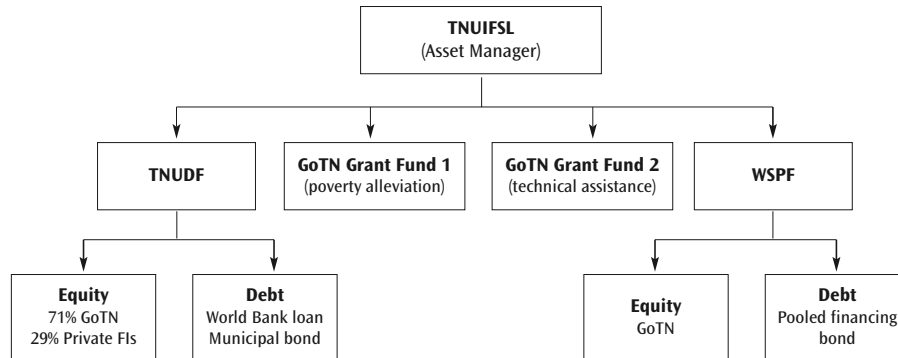 TNUIFSL
(Asset Manager)
TNUDF
GoTN Grant Fund 1
(poverty alleviation)
GoTN Grant Fund 2
(technical assistance)
WSPF
Equity
71% GoTN
29% Private FIs
Debt
World Bank loan
Municipal bond
Equity
GoTN
Debt
Pooled financing
bond